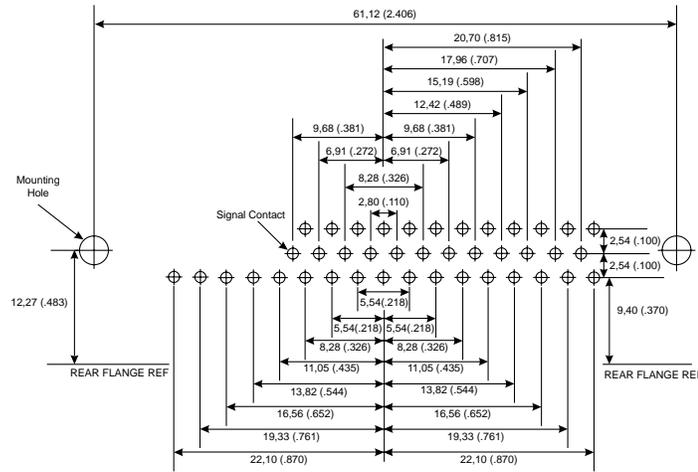 61,12 (2.406)
20,70 (.815)
17,96 (.707)
15,19 (.598)
12,42 (.489)
9,68 (.381) 9,68 (.381)
6,91 (.272) 6,91 (.272)
8,28 (.326)
2,80 (.110)
Mounting
Hole
Signal Contact
2,54 (.100)
2,54 (.100)
12,27 (.483)
9,40 (.370)
5,54(.218)
5,54(.218) 5,54(.218)
8,28 (.326) 8,28 (.326)
11,05 (.435) 11,05 (.435)
REAR FLANGE REF
REAR FLANGE REF
13,82 (.544) 13,82 (.544)
16,56 (.652) 16,56 (.652)
19,33 (.761) 19,33 (.761)
22,10 (.870) 22,10 (.870)